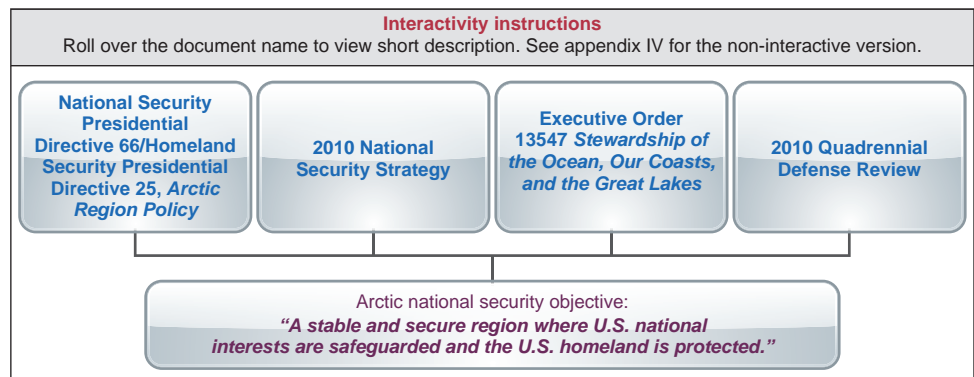 Interactivity instructions
Roll over the document name to view short description. See appendix IV for the non-interactive version.
National Security
Presidential
Directive 66/Homeland
Security Presidential
Directive 25, Arctic
Region Policy
2010 National
Security Strategy
Executive Order
13547 Stewardship of
the Ocean, Our Coasts,
and the Great Lakes
2010 Quadrennial
Defense Review
Arctic national security objective:
“A stable and secure region where U.S. national
interests are safeguarded and the U.S. homeland is protected.”